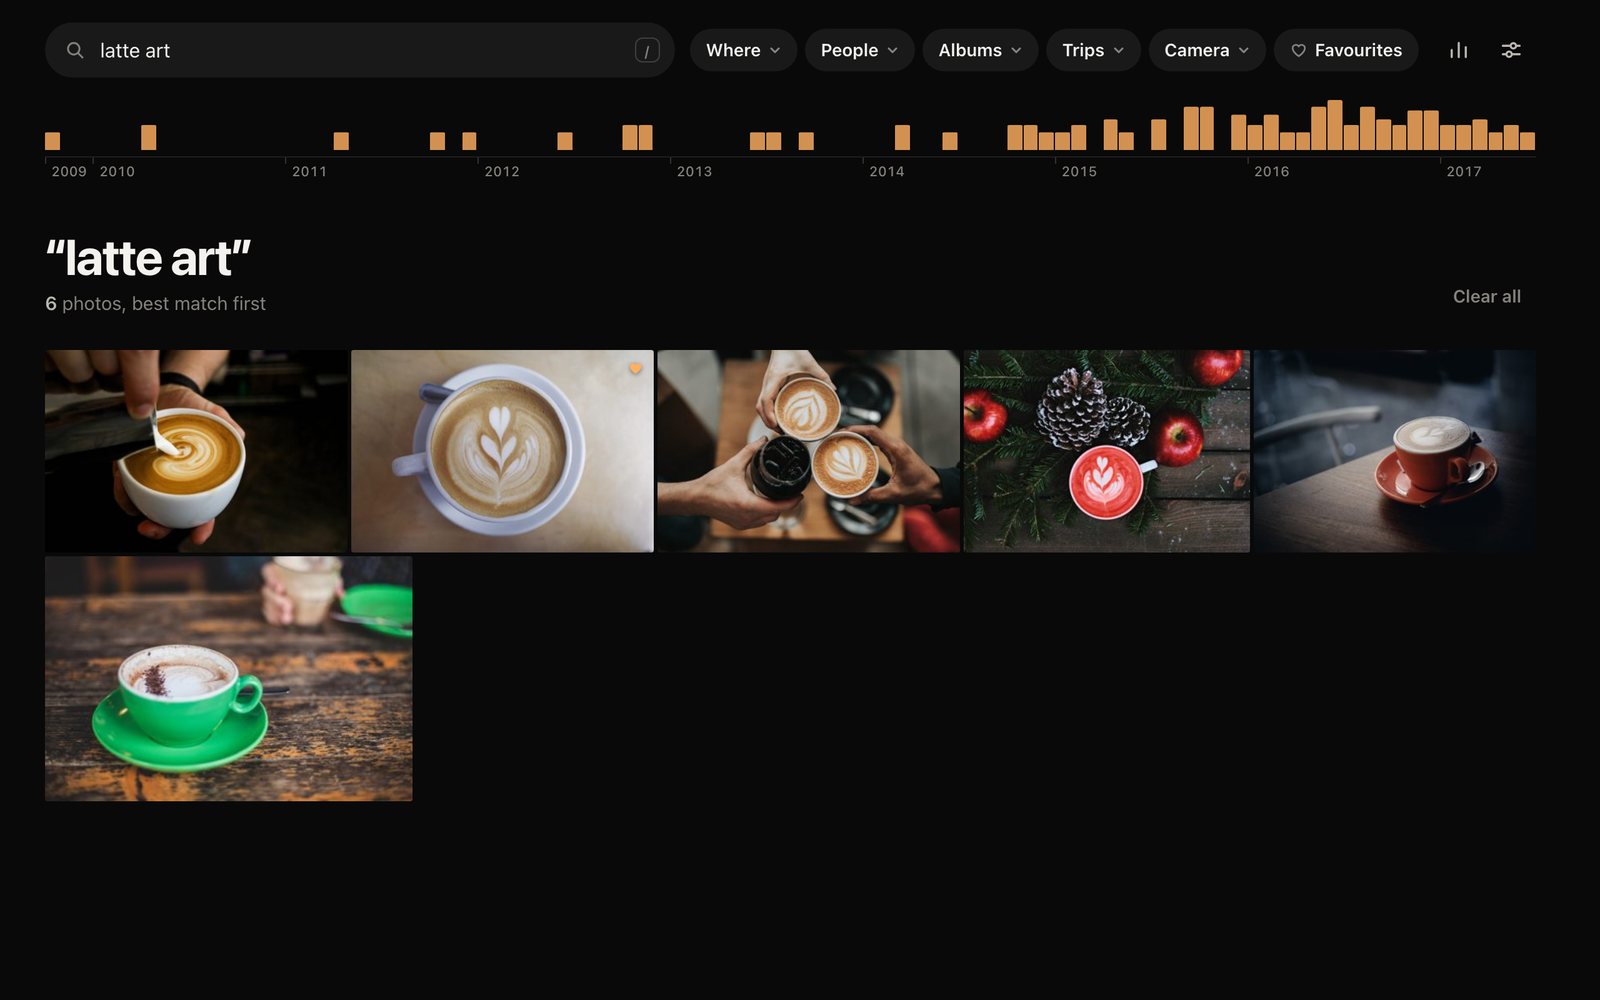 latte art /
Where People Albums Trips Camera Favourites
2009 2010 2011 2012 2013 2014 2015 2016 2017
“latte art”
6 photos, best match first
Clear all